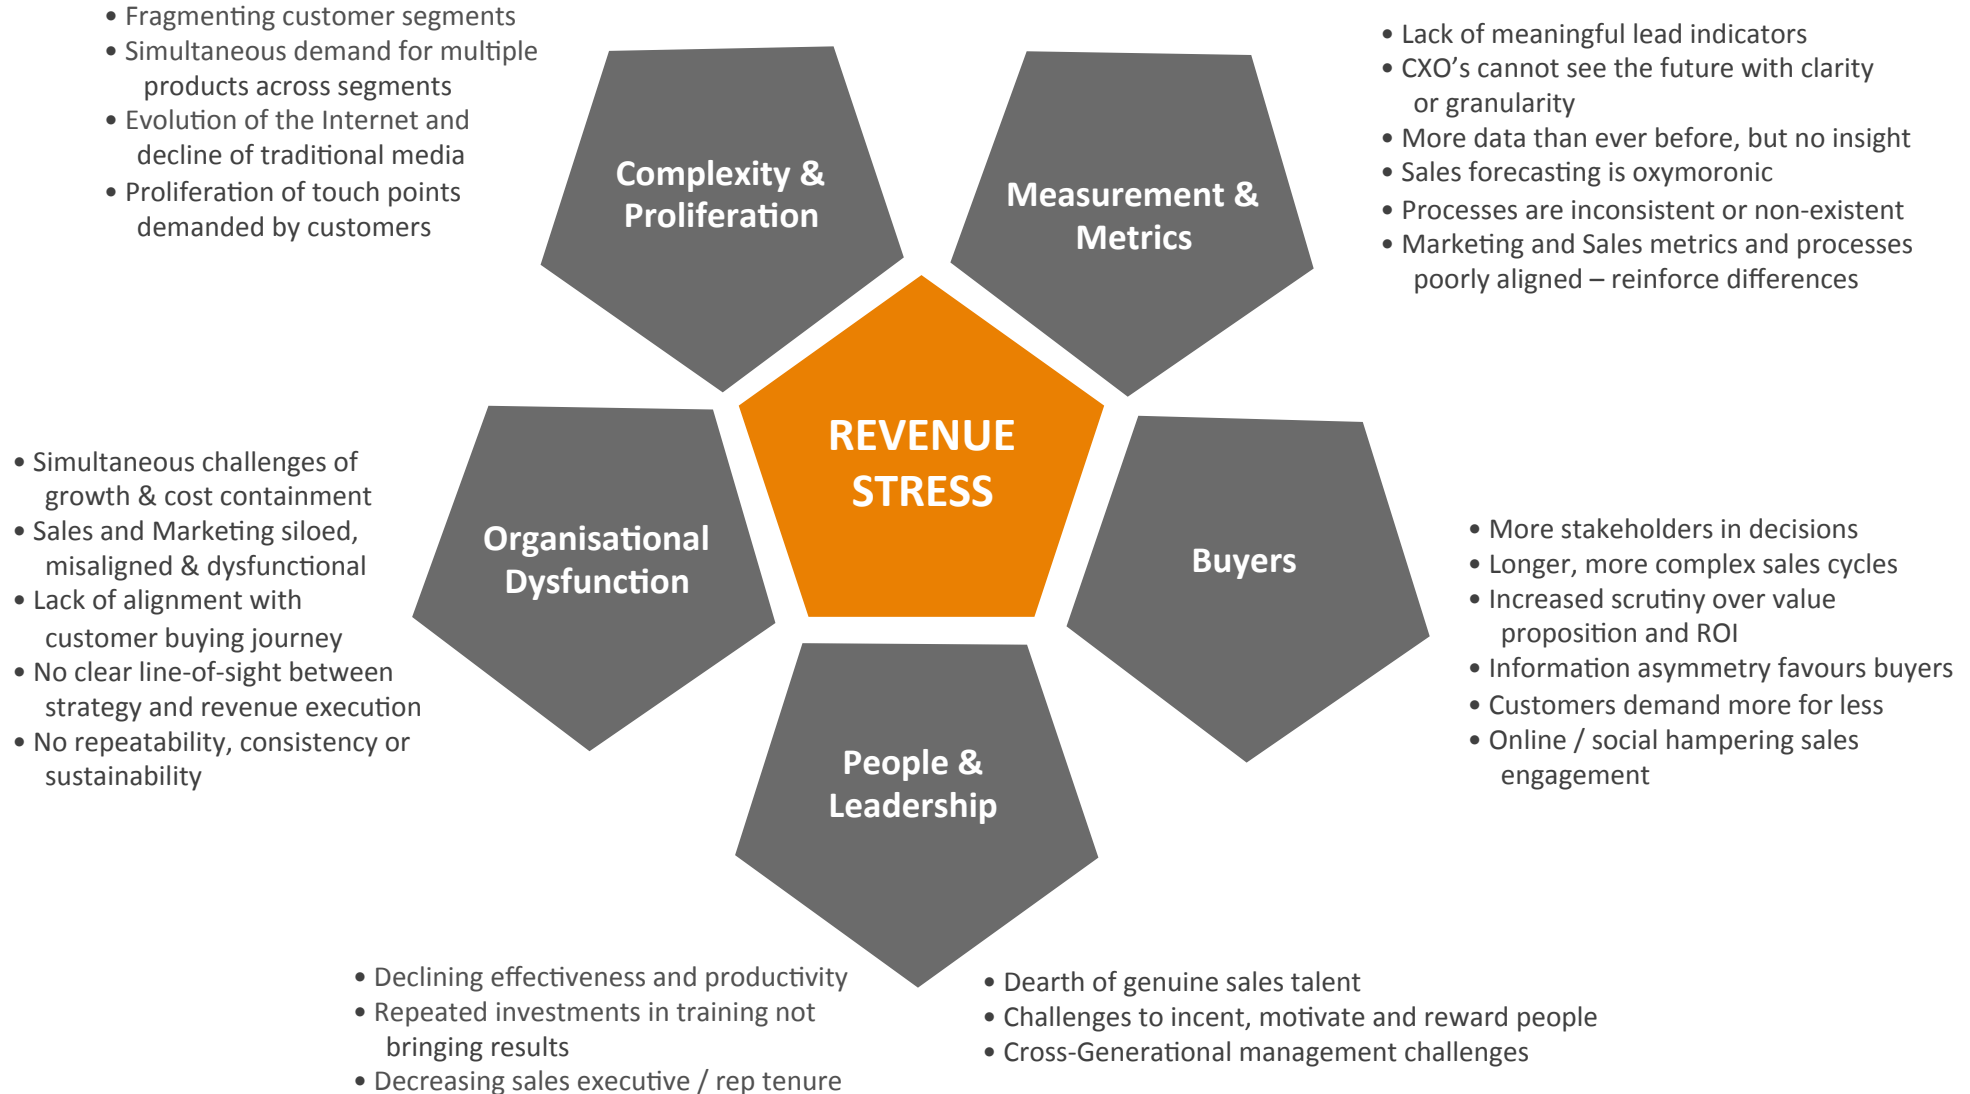 • Fragmenting customer segments
• Simultaneous demand for multiple
products across segments
• Evolution of the Internet and
decline of traditional media
• Proliferation of touch points
demanded by customers
Complexity &
Proliferation
Measurement &
Metrics
• Lack of meaningful lead indicators
• CXO’s cannot see the future with clarity
or granularity
• More data than ever before, but no insight
• Sales forecasting is oxymoronic
• Processes are inconsistent or non-existent
• Marketing and Sales metrics and processes
poorly aligned – reinforce differences
REVENUE
STRESS
• Simultaneous challenges of
growth & cost containment
• Sales and Marketing siloed,
misaligned & dysfunctional
• Lack of alignment with
customer buying journey
• No clear line-of-sight between
strategy and revenue execution
• No repeatability, consistency or
sustainability
Organisational
Dysfunction
Buyers
• More stakeholders in decisions
• Longer, more complex sales cycles
• Increased scrutiny over value
proposition and ROI
• Information asymmetry favours buyers
• Customers demand more for less
• Online / social hampering sales
engagement
People &
Leadership
• Declining effectiveness and productivity
• Repeated investments in training not
bringing results
• Decreasing sales executive / rep tenure
• Dearth of genuine sales talent
• Challenges to incent, motivate and reward people
• Cross-Generational management challenges